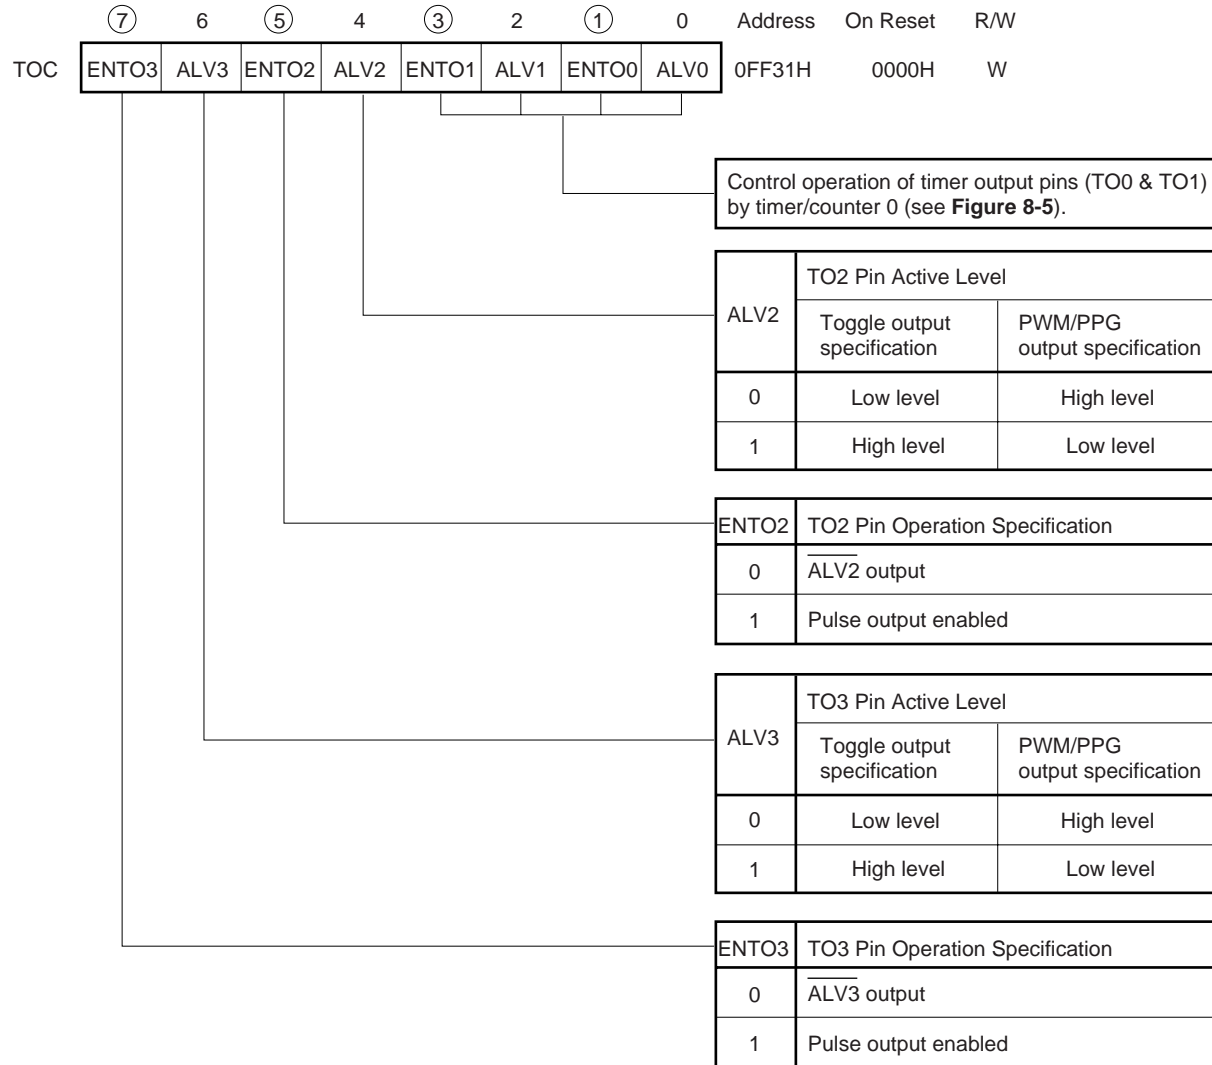 ⑦ 6 ⑤ 4 ③ 2 ① 0 Address On Reset R/W
TOC ENTO3 ALV3 ENTO2 ALV2 ENTO1 ALV1 ENTO0 ALV0 0FF31H 0000H W
Control operation of timer output pins (TO0 & TO1)
by timer/counter 0 (see Figure 8-5).
ALV2 TO2 Pin Active Level
Toggle output PWM/PPG
specification output specification
0 Low level High level
1 High level Low level
ENTO2 TO2 Pin Operation Specification
0 A̅L̅V̅2̅ output
1 Pulse output enabled
ALV3 TO3 Pin Active Level
Toggle output PWM/PPG
specification output specification
0 Low level High level
1 High level Low level
ENTO3 TO3 Pin Operation Specification
0 A̅L̅V̅3̅ output
1 Pulse output enabled